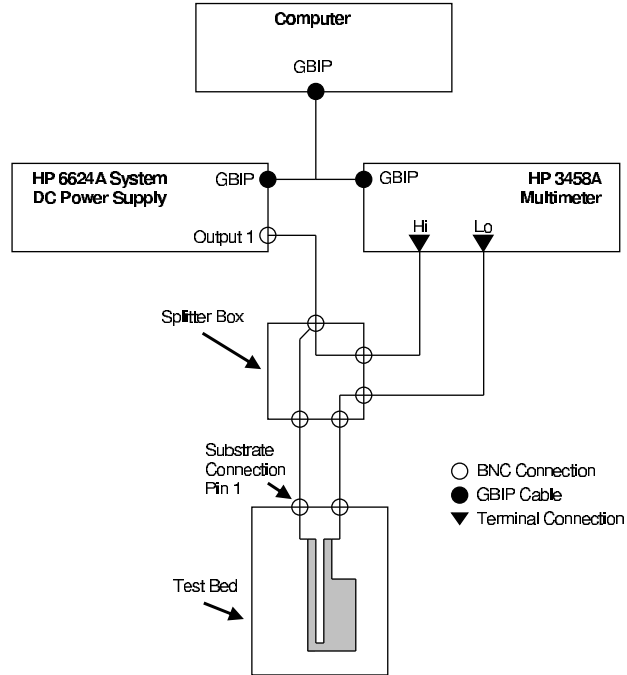 Computer
GBIP
HP 6624A System
DC Power Supply
GBIP
Output 1
GBIP
HP 3458A
Multimeter
Hi
Lo
Splitter Box
Substrate
Connection
Pin 1
BNC Connection
GBIP Cable
Terminal Connection
Test Bed